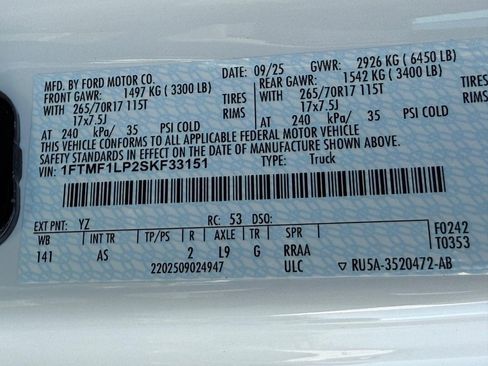 MFD. BY FORD MOTOR CO. DATE: 09/25 GVWR: 2926 KG (6450 LB)
FRONT GAWR: 1497 KG (3300 LB) REAR GAWR: 1542 KG (3400 LB)
265/70R17 115T TIRES 265/70R17 115T TIRES
17x7.5J RIMS 17x7.5J RIMS
AT 240 kPa/ 35 PSI COLD AT 240 kPa/ 35 PSI COLD
THIS VEHICLE CONFORMS TO ALL APPLICABLE FEDERAL MOTOR VEHICLE
SAFETY STANDARDS IN EFFECT ON THE DATE OF MANUFACTURE SHOWN ABOVE.
1FTMF1LP2SKF33151 TYPE: Truck
EXT PNT: YZ RC: 53 DSO:
WB INT TR TP/PS R AXLE TR SPR F0242
141 AS 2 L9 G RRAA T0353
2202509024947 ULC ▽ RU5A-3520472-AB